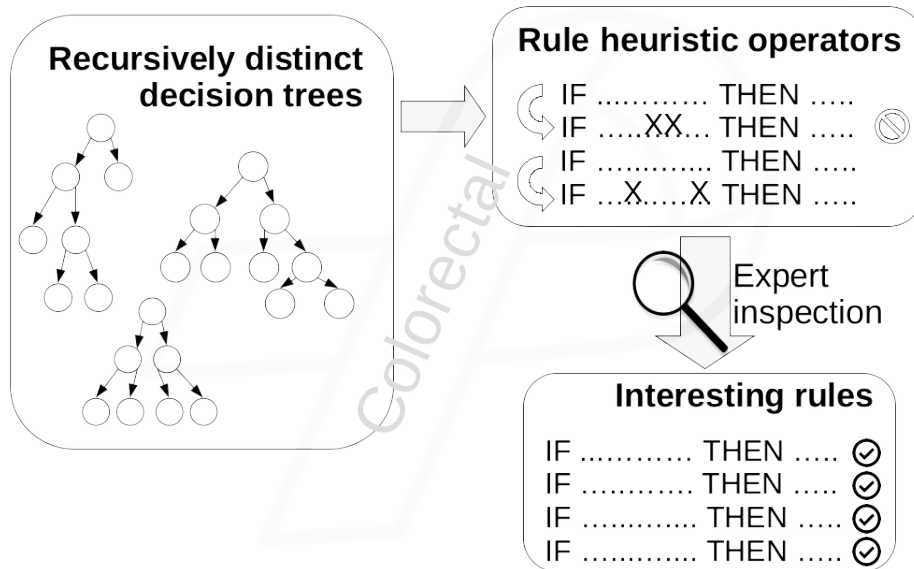 Recursively distinct
decision trees
Rule heuristic operators
IF ............ THEN .....
IF .....XX... THEN .....
IF ............. THEN .....
IF ...X.....X. THEN .....
Colorectal
Expert
inspection
Interesting rules
IF ............ THEN .....
IF ............ THEN .....
IF ............. THEN .....
IF ............. THEN .....